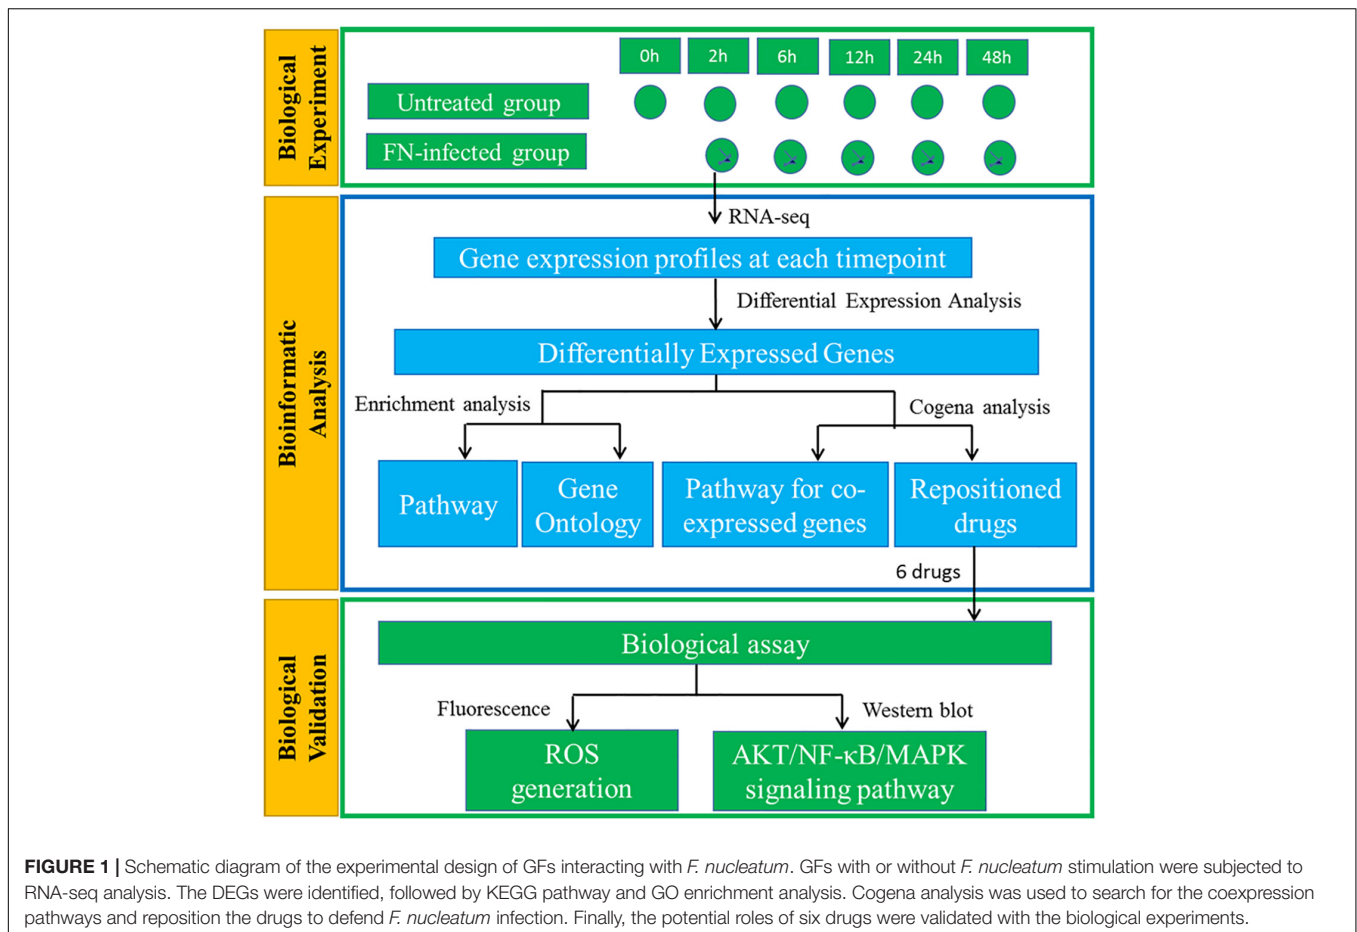 Biological
Experiment
0h 2h 6h 12h 24h 48h
Untreated group
FN-infected group
Bioinformatic
Analysis
RNA-seq
Gene expression profiles at each timepoint
Differential Expression Analysis
Differentially Expressed Genes
Enrichment analysis
Cogena analysis
Pathway
Gene
Ontology
Pathway for co-
expressed genes
Repositioned
drugs
6 drugs
Biological
Validation
Biological assay
Fluorescence
Western blot
ROS
generation
AKT/NF-κB/MAPK
signaling pathway
FIGURE 1 | Schematic diagram of the experimental design of GFs interacting with F. nucleatum. GFs with or without F. nucleatum stimulation were subjected to
RNA-seq analysis. The DEGs were identified, followed by KEGG pathway and GO enrichment analysis. Cogena analysis was used to search for the coexpression
pathways and reposition the drugs to defend F. nucleatum infection. Finally, the potential roles of six drugs were validated with the biological experiments.